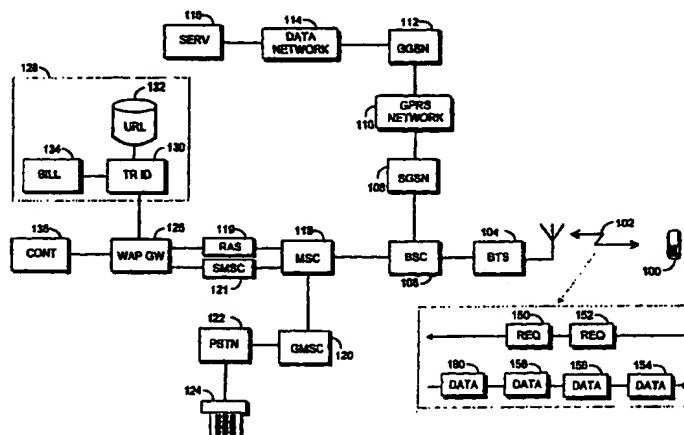 116
114
112
SERV
DATA
NETWORK
GGSN
128
132
URL
110
GPRS
NETWORK
134
130
BILL
TR ID
108
SGSN
136
126
119
118
104
102
CONT
WAP GW
RAS
SMSC
MSC
BSC
BTS
121
106
100
122
150
152
PSTN
GMSC
REQ
REQ
120
124
160
158
156
154
DATA
DATA
DATA
DATA